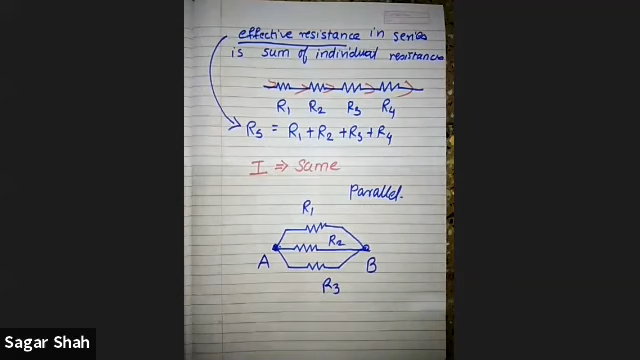 effective resistance in series
is sum of individual resistances
R1 R2 R3 R4
Rs = R1 + R2 + R3 + R4
I ⇒ Same
Parallel.
R1
R2
A B
R3
Sagar Shah